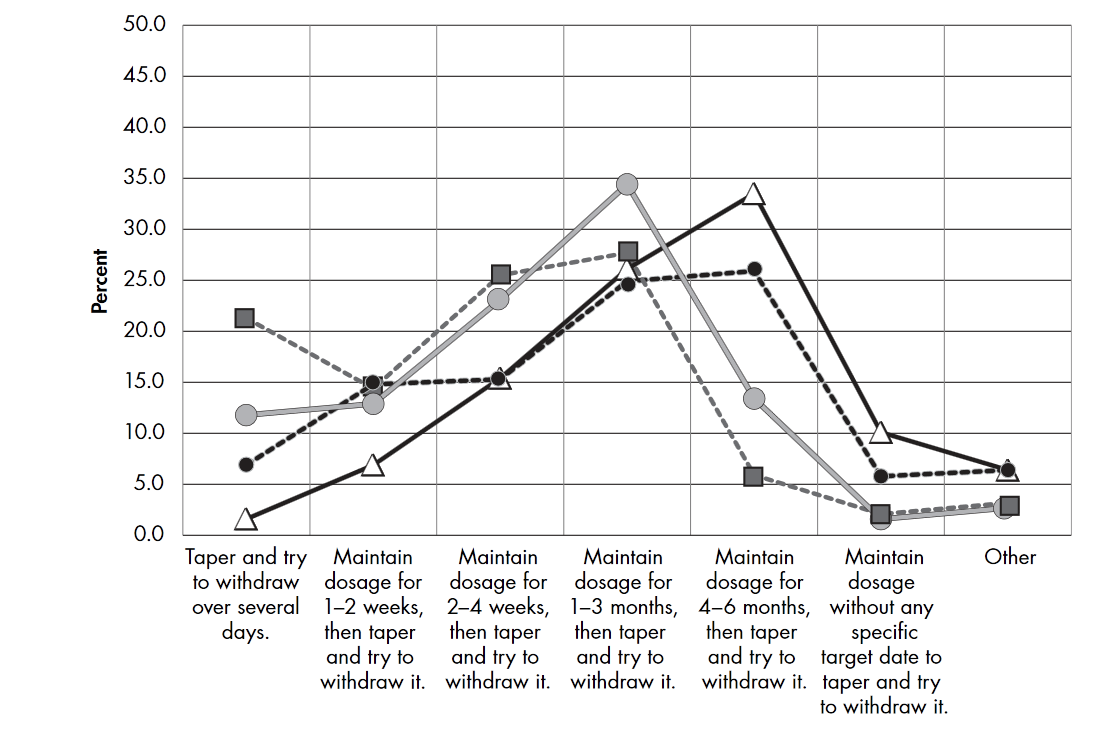 50.0
45.0
40.0
35.0
30.0
25.0
20.0
15.0
10.0
5.0
0.0
Percent
Taper and try
to withdraw
over several
days.
Maintain
dosage for
1–2 weeks,
then taper
and try to
withdraw it.
Maintain
dosage for
2–4 weeks,
then taper
and try to
withdraw it.
Maintain
dosage for
1–3 months,
then taper
and try to
withdraw it.
Maintain
dosage for
4–6 months,
then taper
and try to
withdraw it.
Maintain
dosage
without any
specific
target date to
taper and try
to withdraw it.
Other